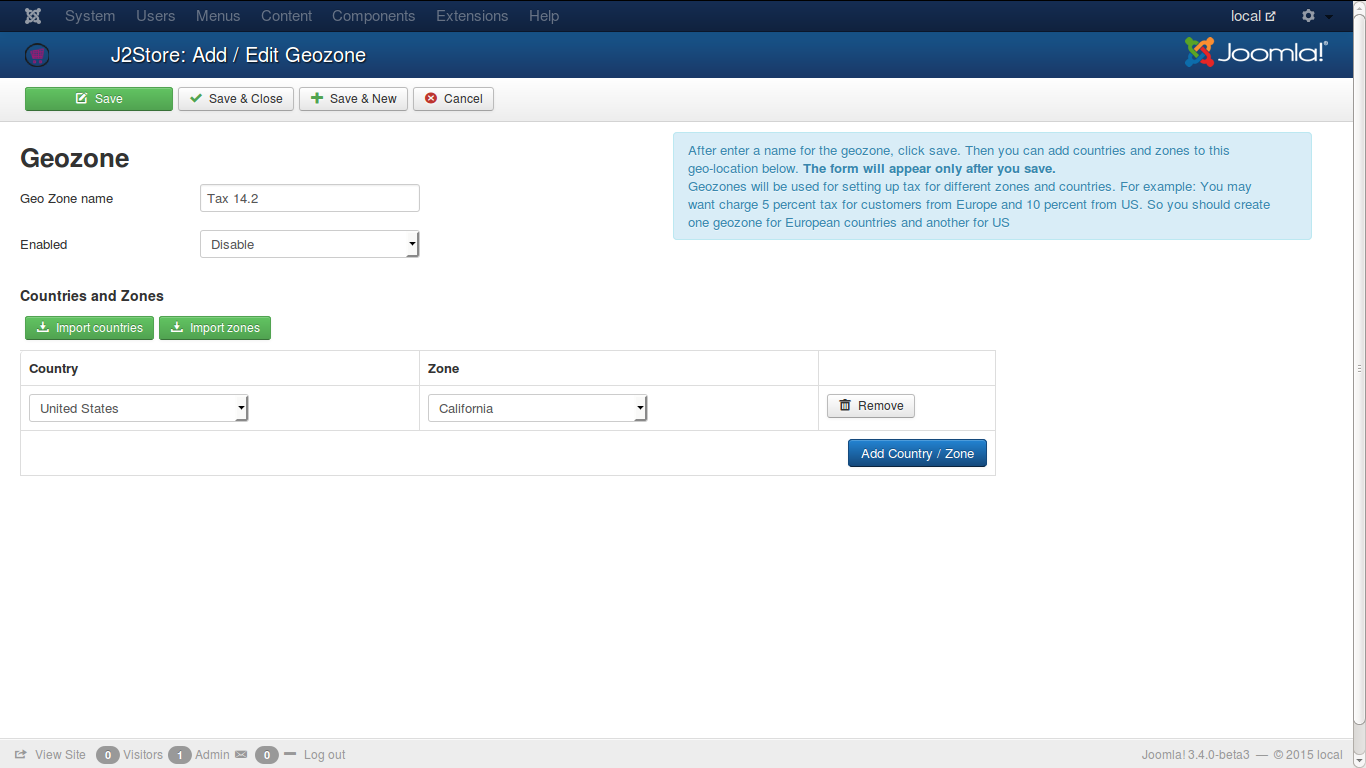 System Users Menus Content Components Extensions Help local
J2Store: Add / Edit Geozone Joomla!®
Save Save & Close Save & New Cancel
After enter a name for the geozone, click save. Then you can add countries and zones to this
geo-location below. The form will appear only after you save.
Geozones will be used for setting up tax for different zones and countries. For example: You may
want charge 5 percent tax for customers from Europe and 10 percent from US. So you should create
one geozone for European countries and another for US
Geozone
Geo Zone name Tax 14.2
Enabled Disable
Countries and Zones
Import countries Import zones
Country Zone
United States California Remove
Add Country / Zone
View Site 0 Visitors 1 Admin 0 Log out Joomla! 3.4.0-beta3 — © 2015 local